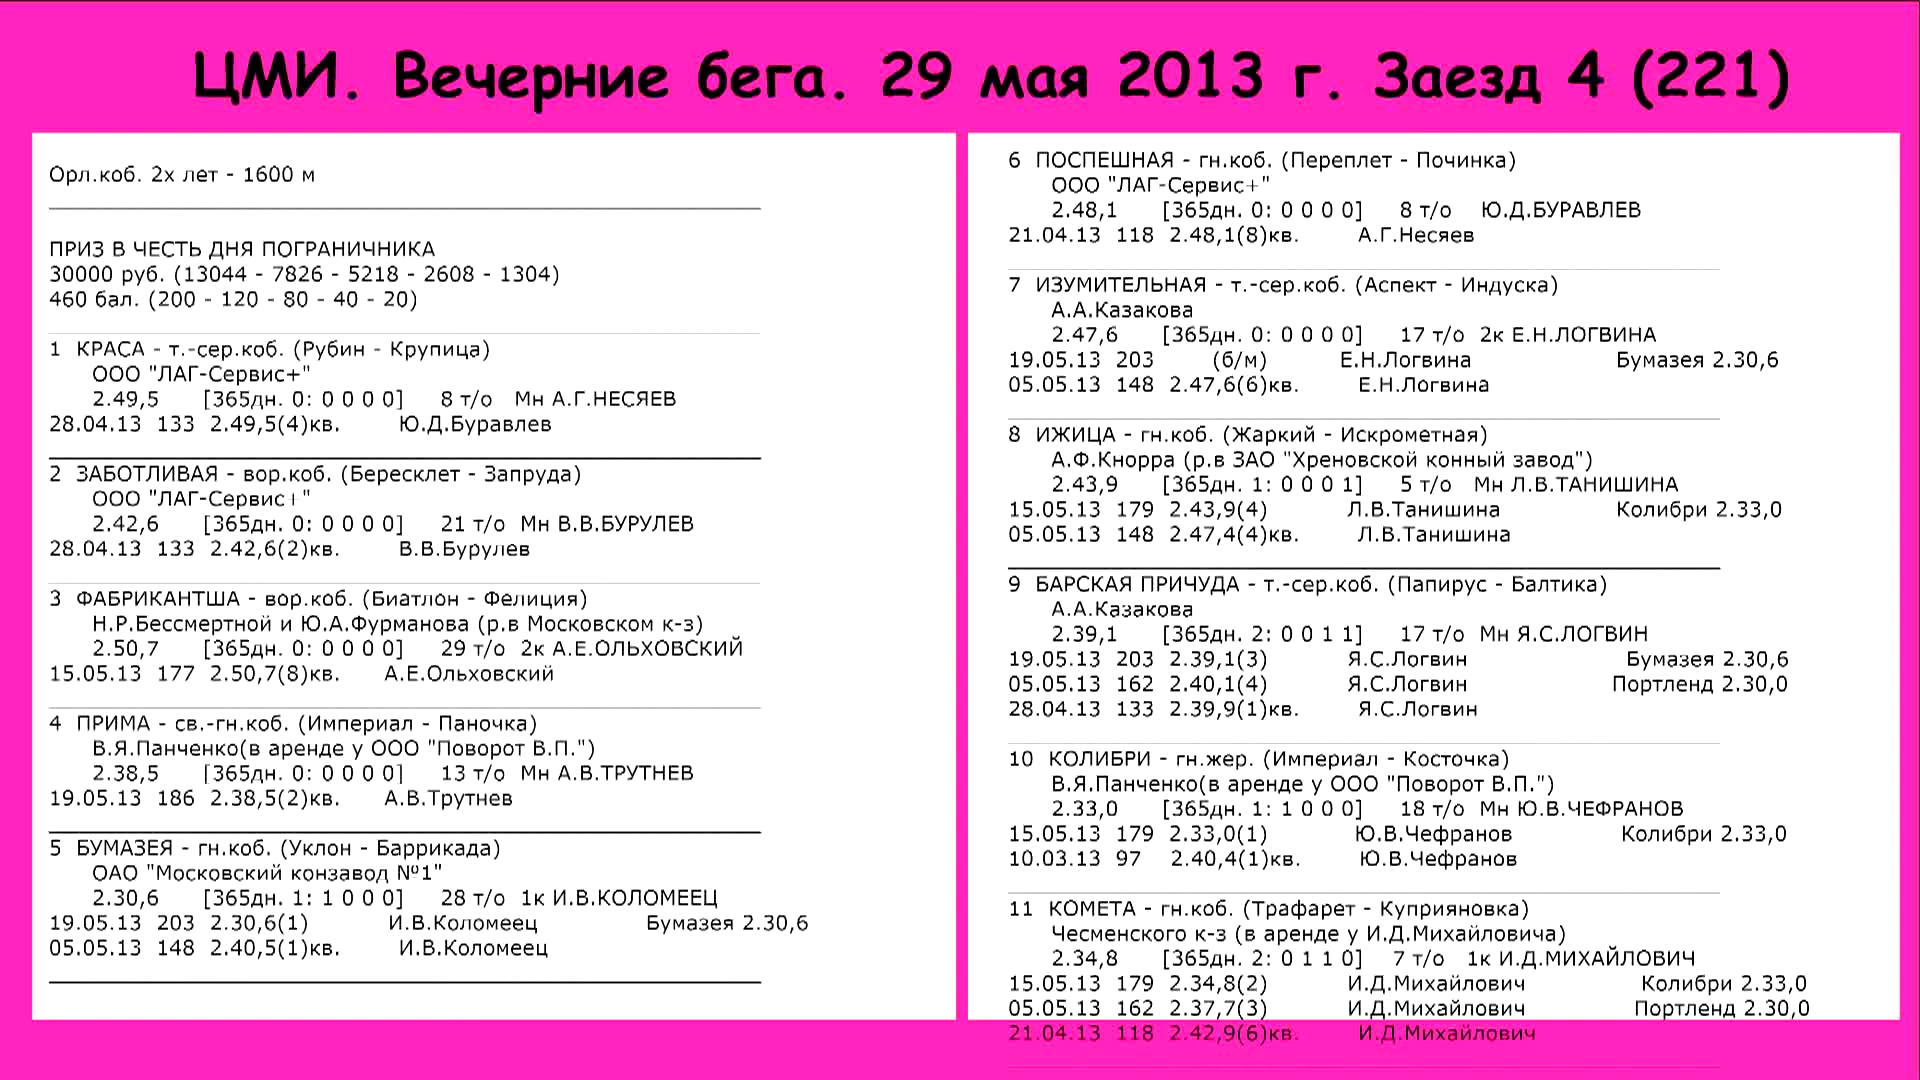 ЦМИ. Вечерние бега. 29 мая 2013 г. Заезд 4 (221)
Орл.коб. 2х лет - 1600 м
ПРИЗ В ЧЕСТЬ ДНЯ ПОГРАНИЧНИКА
30000 руб. (13044 - 7826 - 5218 - 2608 - 1304)
460 бал. (200 - 120 - 80 - 40 - 20)
1 КРАСА - т.-сер.коб. (Рубин - Крупица)
ООО "ЛАГ-Сервис+"
2.49,5 [365дн. 0: 0 0 0 0] 8 т/о Мн А.Г.НЕСЯЕВ
28.04.13 133 2.49,5(4)кв. Ю.Д.Буравлев
2 ЗАБОТЛИВАЯ - вор.коб. (Бересклет - Запруда)
ООО "ЛАГ-Сервис+"
2.42,6 [365дн. 0: 0 0 0 0] 21 т/о Мн В.В.БУРУЛЕВ
28.04.13 133 2.42,6(2)кв. В.В.Бурулев
3 ФАБРИКАНТША - вор.коб. (Биатлон - Фелиция)
Н.Р.Бессмертной и Ю.А.Фурманова (р.в Московском к-з)
2.50,7 [365дн. 0: 0 0 0 0] 29 т/о 2к А.Е.ОЛЬХОВСКИЙ
15.05.13 177 2.50,7(8)кв. А.Е.Ольховский
4 ПРИМА - св.-гн.коб. (Империал - Паночка)
В.Я.Панченко(в аренде у ООО "Поворот В.П.")
2.38,5 [365дн. 0: 0 0 0 0] 13 т/о Мн А.В.ТРУТНЕВ
19.05.13 186 2.38,5(2)кв. А.В.Трутнев
5 БУМАЗЕЯ - гн.коб. (Уклон - Баррикада)
ОАО "Московский конзавод №1"
2.30,6 [365дн. 1: 1 0 0 0] 28 т/о 1к И.В.КОЛОМЕЕЦ
19.05.13 203 2.30,6(1) И.В.Коломеец Бумазея 2.30,6
05.05.13 148 2.40,5(1)кв. И.В.Коломеец
6 ПОСПЕШНАЯ - гн.коб. (Переплет - Починка)
ООО "ЛАГ-Сервис+"
2.48,1 [365дн. 0: 0 0 0 0] 8 т/о Ю.Д.БУРАВЛЕВ
21.04.13 118 2.48,1(8)кв. А.Г.Несяев
7 ИЗУМИТЕЛЬНАЯ - т.-сер.коб. (Аспект - Индуска)
А.А.Казакова
2.47,6 [365дн. 0: 0 0 0 0] 17 т/о 2к Е.Н.ЛОГВИНА
19.05.13 203 (б/м) Е.Н.Логвина Бумазея 2.30,6
05.05.13 148 2.47,6(6)кв. Е.Н.Логвина
8 ИЖИЦА - гн.коб. (Жаркий - Искрометная)
А.Ф.Кнорра (р.в ЗАО "Хреновской конный завод")
2.43,9 [365дн. 1: 0 0 0 1] 5 т/о Мн Л.В.ТАНИШИНА
15.05.13 179 2.43,9(4) Л.В.Танишина Колибри 2.33,0
05.05.13 148 2.47,4(4)кв. Л.В.Танишина
9 БАРСКАЯ ПРИЧУДА - т.-сер.коб. (Папирус - Балтика)
А.А.Казакова
2.39,1 [365дн. 2: 0 0 1 1] 17 т/о Мн Я.С.ЛОГВИН
19.05.13 203 2.39,1(3) Я.С.Логвин Бумазея 2.30,6
05.05.13 162 2.40,1(4) Я.С.Логвин Портленд 2.30,0
28.04.13 133 2.39,9(1)кв. Я.С.Логвин
10 КОЛИБРИ - гн.жер. (Империал - Косточка)
В.Я.Панченко(в аренде у ООО "Поворот В.П.")
2.33,0 [365дн. 1: 1 0 0 0] 18 т/о Мн Ю.В.ЧЕФРАНОВ
15.05.13 179 2.33,0(1) Ю.В.Чефранов Колибри 2.33,0
10.03.13 97 2.40,4(1)кв. Ю.В.Чефранов
11 КОМЕТА - гн.коб. (Трафарет - Куприяновка)
Чесменского к-з (в аренде у И.Д.Михайловича)
2.34,8 [365дн. 2: 0 1 1 0] 7 т/о 1к И.Д.МИХАЙЛОВИЧ
15.05.13 179 2.34,8(2) И.Д.Михайлович Колибри 2.33,0
05.05.13 162 2.37,7(3) И.Д.Михайлович Портленд 2.30,0
21.04.13 118 2.42,9(6)кв. И.Д.Михайлович